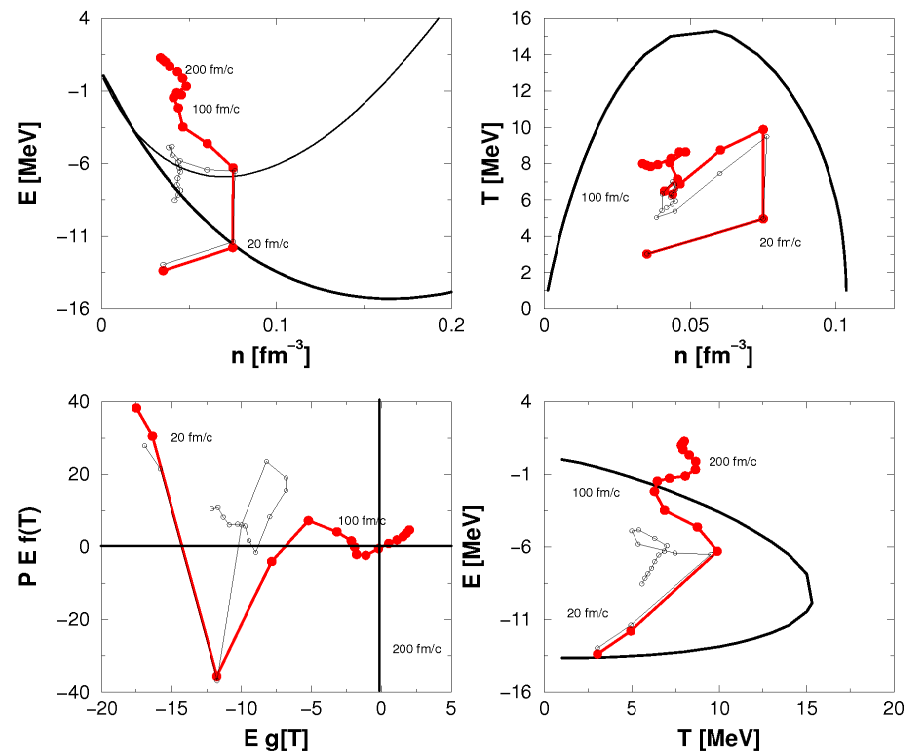 4
−1
−6
−11
−16
E [MeV]
200 fm/c
100 fm/c
20 fm/c
0
0.1
0.2
n [fm⁻³]
16
14
12
10
8
6
4
2
0
T [MeV]
100 fm/c
20 fm/c
0
0.05
0.1
n [fm⁻³]
40
20
0
−20
−40
P E f(T)
20 fm/c
100 fm/c
200 fm/c
−20
−15
−10
−5
0
5
E g[T]
4
−1
−6
−11
−16
E [MeV]
200 fm/c
100 fm/c
20 fm/c
0
5
10
15
20
T [MeV]